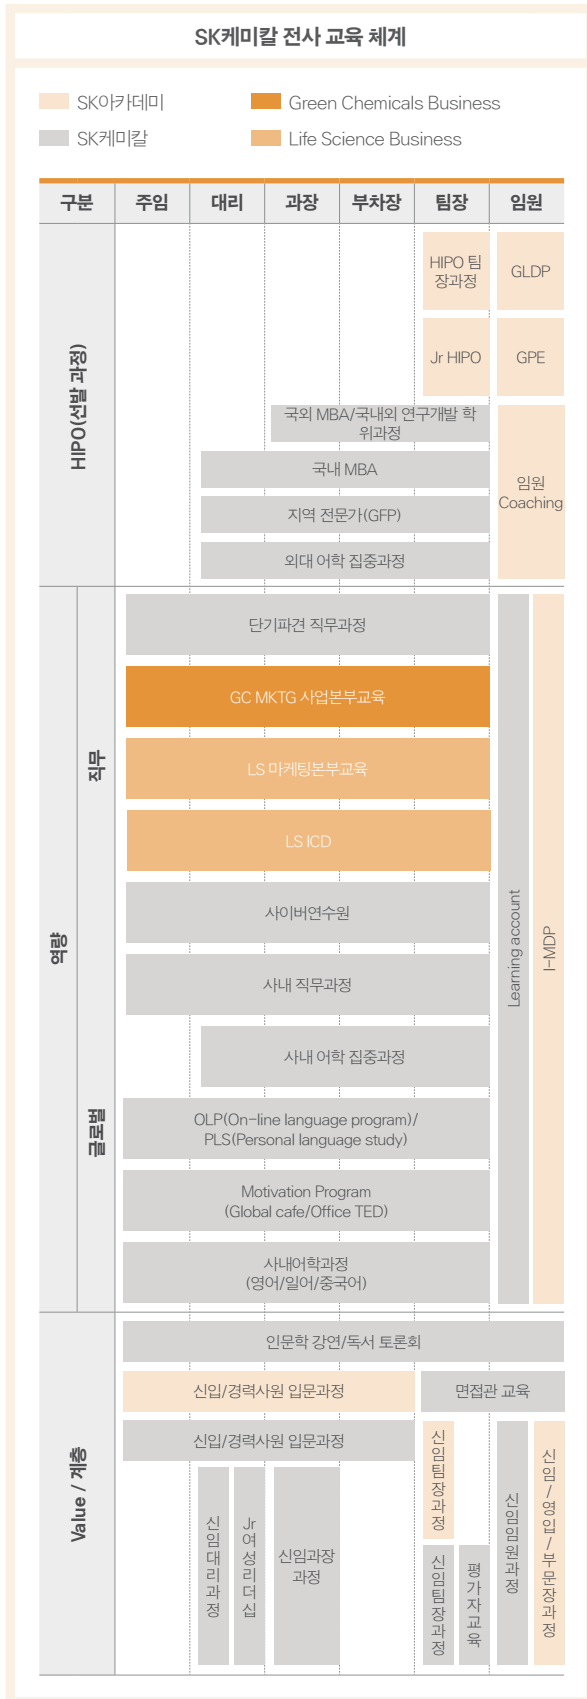 SK케미칼 전사 교육 체계
SK아카데미
Green Chemicals Business
SK케미칼
Life Science Business
구분
주임
대리
과장
부차장
팀장
임원
HIPO(선발 과정)
HIPO 팀
장과정
GLDP
Jr HIPO
GPE
국외 MBA/국내외 연구개발 학
위과정
국내 MBA
지역 전문가(GFP)
외대 어학 집중과정
임원
Coaching
역량
직무
단기파견 직무과정
GC MKTG 사업본부교육
LS 마케팅본부교육
LS ICD
사이버연수원
사내 직무과정
글로벌
사내 어학 집중과정
OLP(On-line language program)/
PLS(Personal language study)
Motivation Program
(Global cafe/Office TED)
사내어학과정
(영어/일어/중국어)
Learning account
I-MDP
Value / 계층
인문학 강연/독서 토론회
신입/경력사원 입문과정
면접관 교육
신입/경력사원 입문과정
신임대리과정
Jr여성리더십
신임과장
과정
신임팀장과정
신임팀장과정
평가자교육
신임임원과정
신임/영입/부문장과정